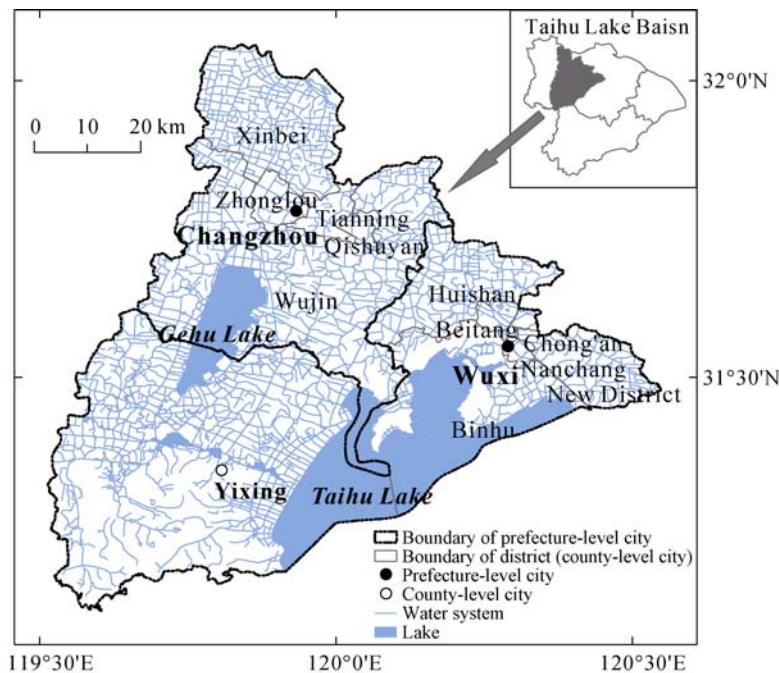 Taihu Lake Baisn
32°0'N
0 10 20 km
Xinbei
Zhonglou
Tianning
Changzhou
Qishuyan
Wujin
Huishan
Gehu Lake
Beitang
Chong'an
Wuxi
Nanchang
31°30'N
New District
Binhu
Yixing
Taihu Lake
Boundary of prefecture-level city
Boundary of district (county-level city)
Prefecture-level city
County-level city
Water system
Lake
119°30'E
120°0'E
120°30'E